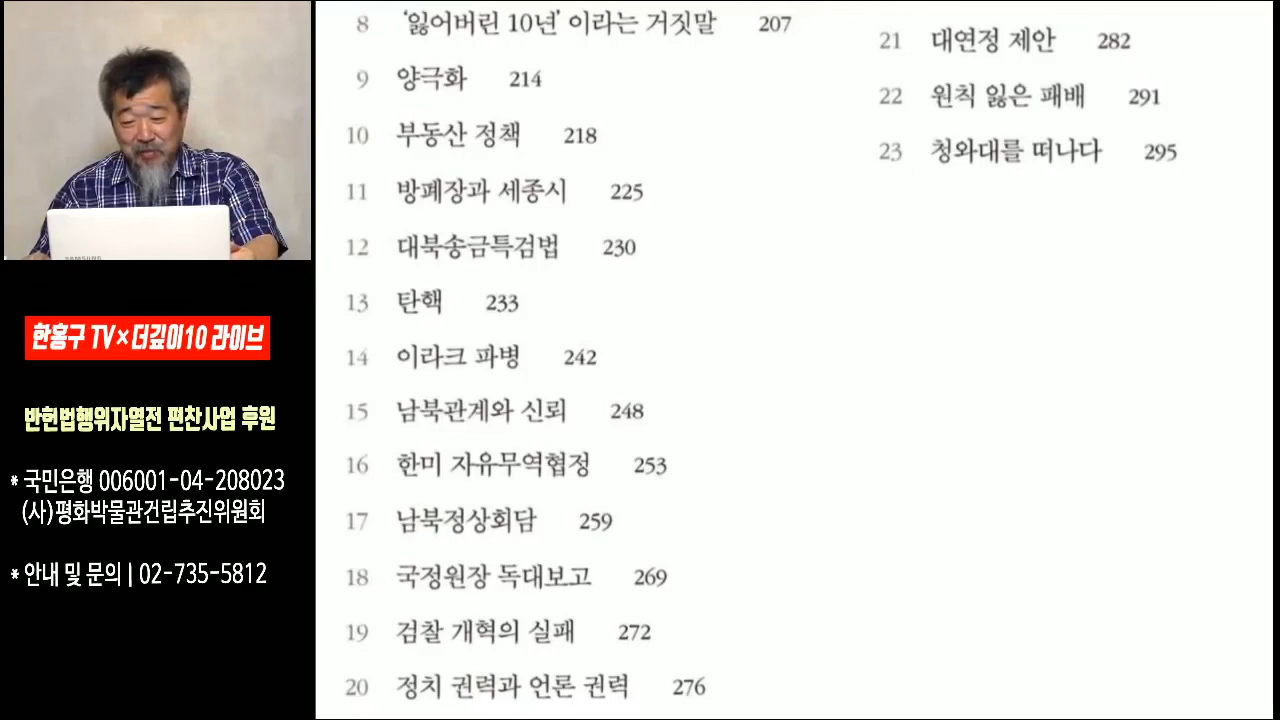 8 '잃어버린 10년' 이라는 거짓말 207
9 양극화 214
10 부동산 정책 218
11 방폐장과 세종시 225
12 대북송금특검법 230
13 탄핵 233
14 이라크 파병 242
15 남북관계와 신뢰 248
16 한미 자유무역협정 253
17 남북정상회담 259
18 국정원장 독대보고 269
19 검찰 개혁의 실패 272
20 정치 권력과 언론 권력 276
21 대연정 제안 282
22 원칙 잃은 패배 291
23 청와대를 떠나다 295
한홍구 TV×더깊이10 라이브
반헌법행위자열전 편찬사업 후원
* 국민은행 006001-04-208023
(사)평화박물관건립추진위원회
* 안내 및 문의 | 02-735-5812